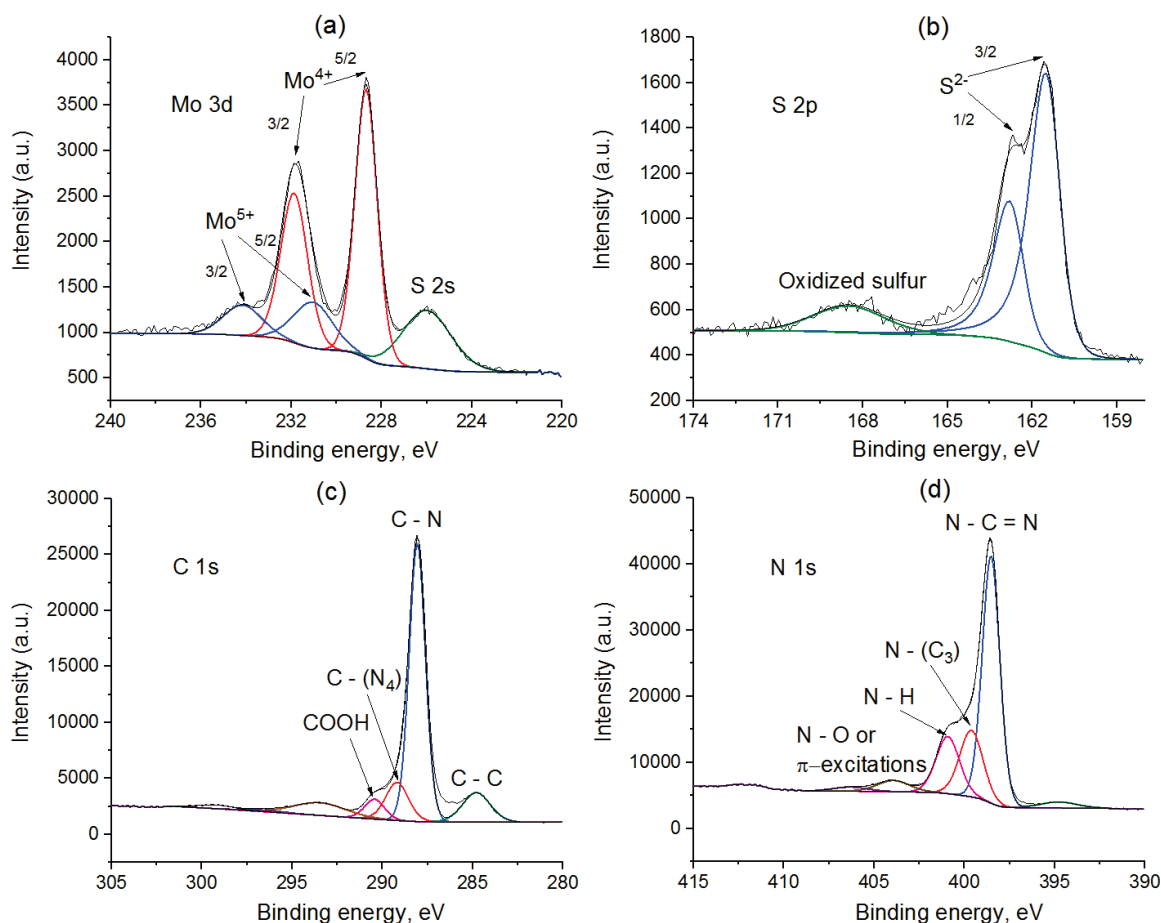 (a)
Mo 3d
Mo⁴⁺
5/2
3/2
Mo⁵⁺
5/2
3/2
S 2s
4000
3500
3000
2500
2000
1500
1000
500
240
236
232
228
224
220
Intensity (a.u.)
Binding energy, eV
(b)
S 2p
3/2
S²⁻
1/2
Oxidized sulfur
1800
1600
1400
1200
1000
800
600
400
200
174
171
168
165
162
159
Intensity (a.u.)
Binding energy, eV
(c)
C 1s
C - N
C - (N₄)
COOH
C - C
30000
25000
20000
15000
10000
5000
0
305
300
295
290
285
280
Intensity (a.u.)
Binding energy, eV
(d)
N 1s
N - C = N
N - (C₃)
N - H
N - O or
π−excitations
50000
40000
30000
20000
10000
0
415
410
405
400
395
390
Intensity (a.u.)
Binding energy, eV